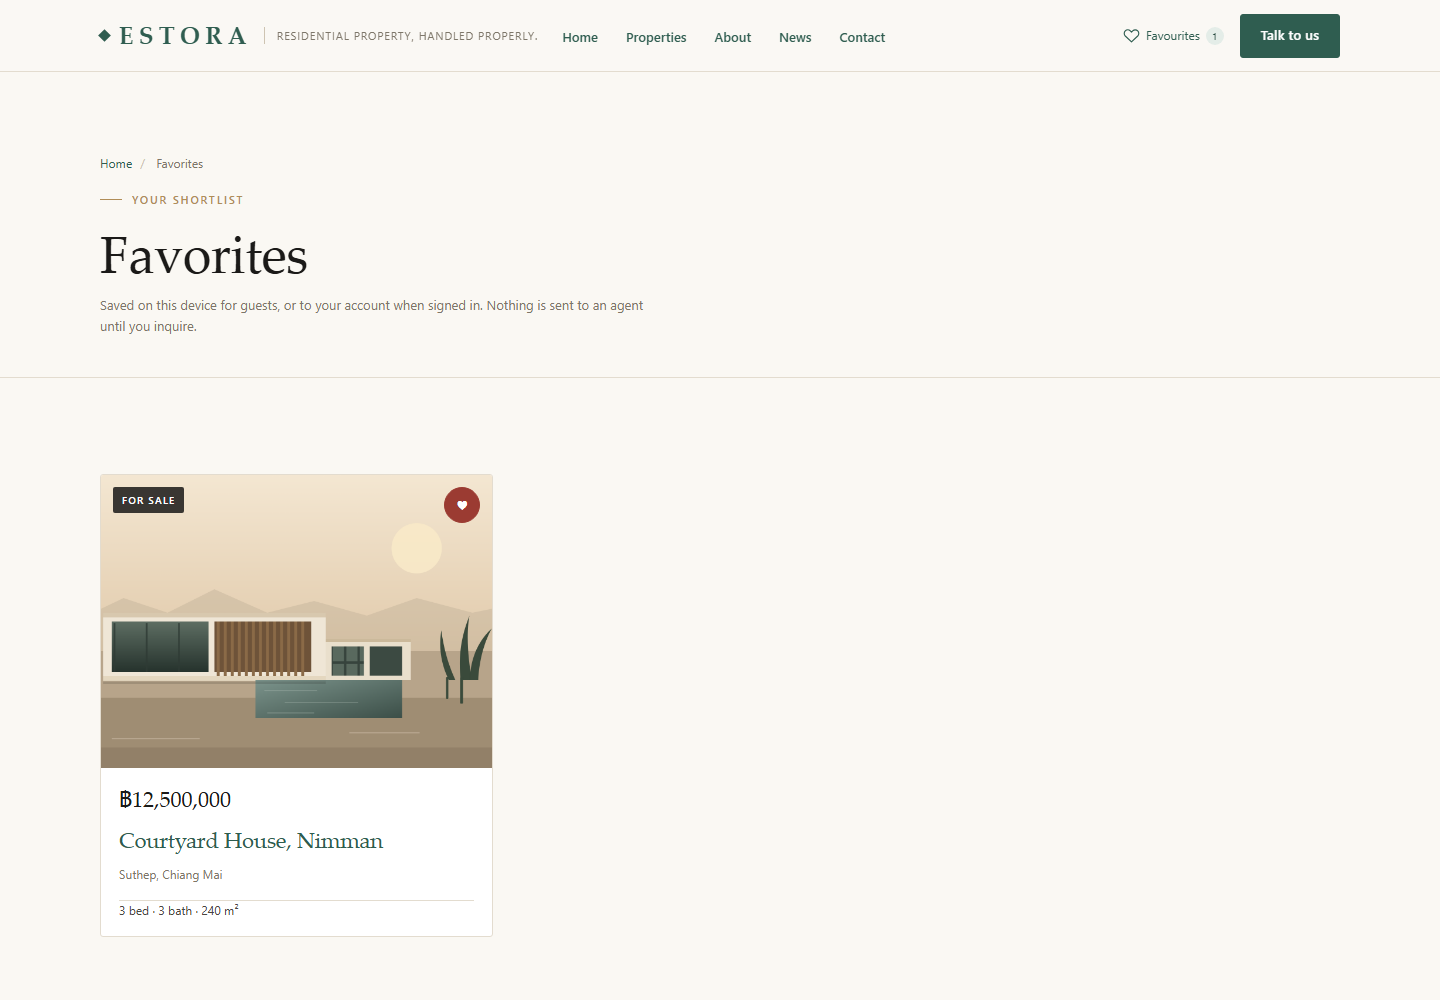 ESTORA
RESIDENTIAL PROPERTY, HANDLED PROPERLY.
Home
Properties
About
News
Contact
Favourites 1
Talk to us
Home / Favorites
YOUR SHORTLIST
Favorites
Saved on this device for guests, or to your account when signed in. Nothing is sent to an agent
until you inquire.
FOR SALE
฿12,500,000
Courtyard House, Nimman
Suthep, Chiang Mai
3 bed · 3 bath · 240 m²